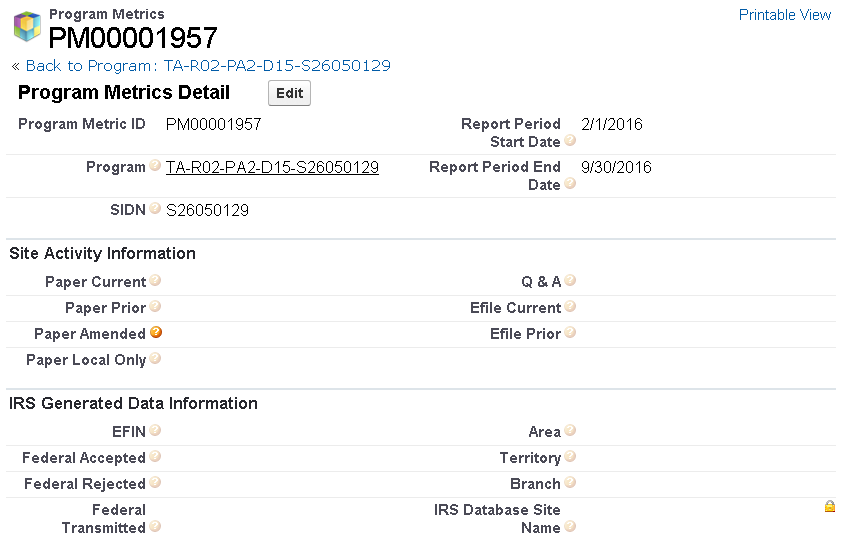 Program Metrics
Printable View
PM00001957
« Back to Program: TA-R02-PA2-D15-S26050129
Program Metrics Detail Edit
Program Metric ID PM00001957 Report Period Start Date 2/1/2016
Program TA-R02-PA2-D15-S26050129 Report Period End Date 9/30/2016
SIDN S26050129
Site Activity Information
Paper Current Q & A
Paper Prior Efile Current
Paper Amended Efile Prior
Paper Local Only
IRS Generated Data Information
EFIN Area
Federal Accepted Territory
Federal Rejected Branch
Federal Transmitted IRS Database Site Name